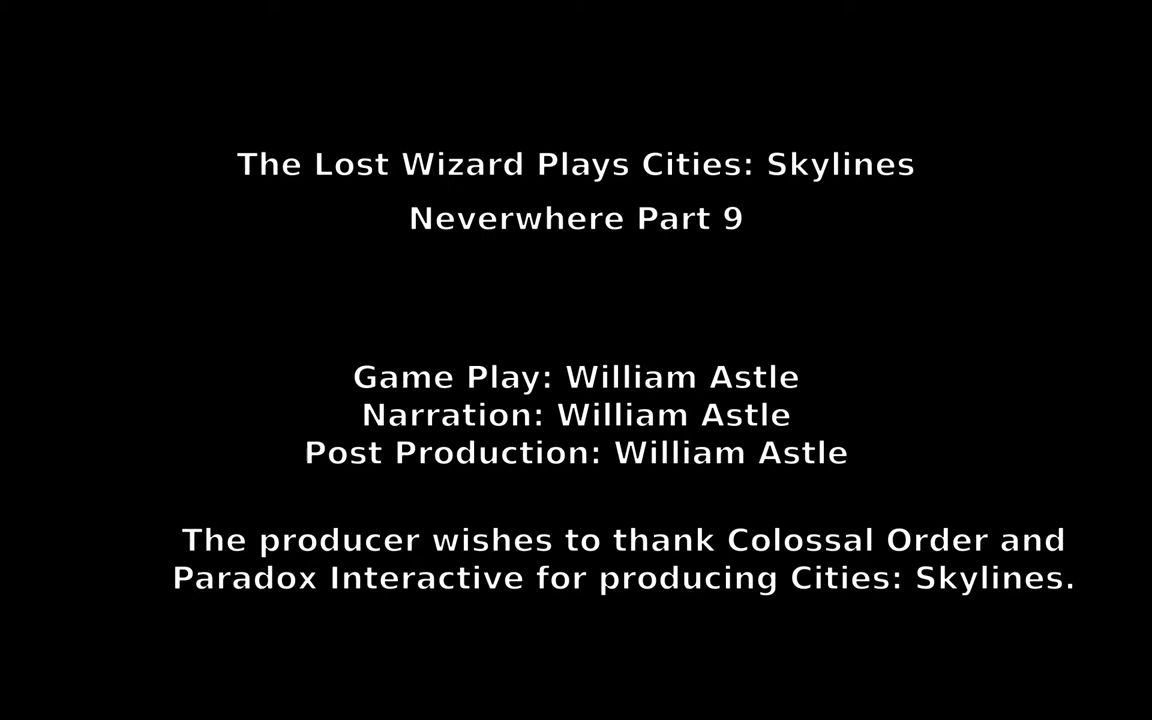 The Lost Wizard Plays Cities: Skylines
Neverwhere Part 9
Game Play: William Astle
Narration: William Astle
Post Production: William Astle
The producer wishes to thank Colossal Order and
Paradox Interactive for producing Cities: Skylines.